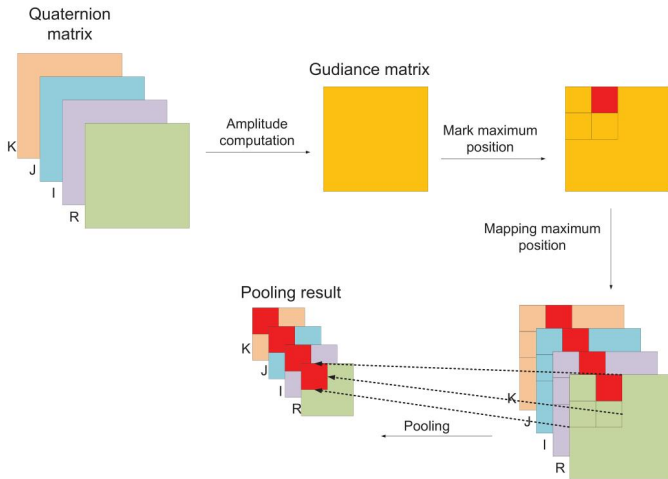 Quaternion
matrix
K
J
I
R
Amplitude
computation
Gudiance matrix
Mark maximum
position
Mapping maximum
position
Pooling result
K
J
I
R
K
J
I
R
Pooling